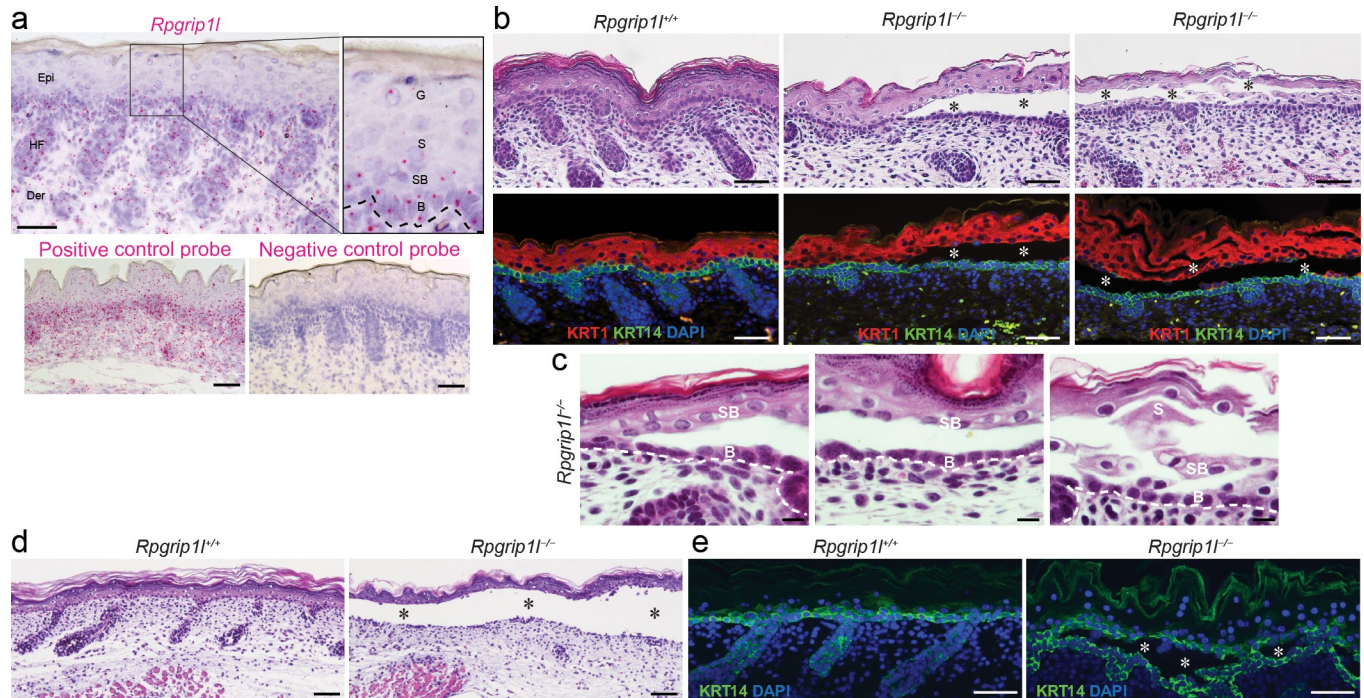 a
Rpgrip1l
Epi
HF
Der
G
S
SB
B
Positive control probe
Negative control probe
b
Rpgrip1l+/+
Rpgrip1l−/−
Rpgrip1l−/−
* *
* * *
KRT1 KRT14 DAPI
* *
KRT1 KRT14 DAPI
* * *
KRT1 KRT14 DAPI
c
Rpgrip1l−/−
SB
B
SB
B
S
SB
B
d
Rpgrip1l+/+
Rpgrip1l−/−
* * *
e
Rpgrip1l+/+
Rpgrip1l−/−
KRT14 DAPI
* * *
KRT14 DAPI